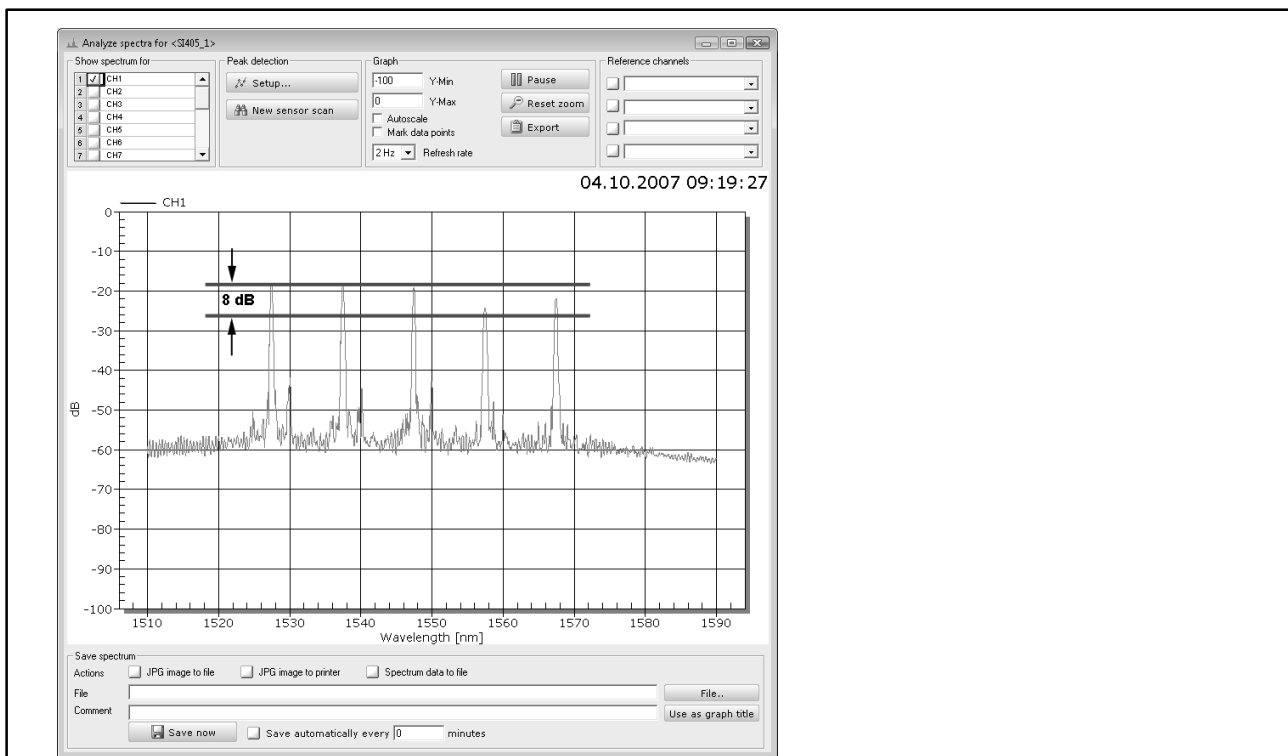 Analyze spectra for <SI405_1>
Show spectrum for
1 CH1
2 CH2
3 CH3
4 CH4
5 CH5
6 CH6
7 CH7
Peak detection
Setup...
New sensor scan
Graph
-100 Y-Min
0 Y-Max
Autoscale
Mark data points
2 Hz Refresh rate
Pause
Reset zoom
Export
Reference channels
04.10.2007 09:19:27
CH1
0
-10
-20
-30
-40
-50
-60
-70
-80
-90
-100
dB
8 dB
1510 1520 1530 1540 1550 1560 1570 1580 1590
Wavelength [nm]
Save spectrum
Actions JPG image to file JPG image to printer Spectrum data to file
File File..
Comment Use as graph title
Save now Save automatically every 0 minutes